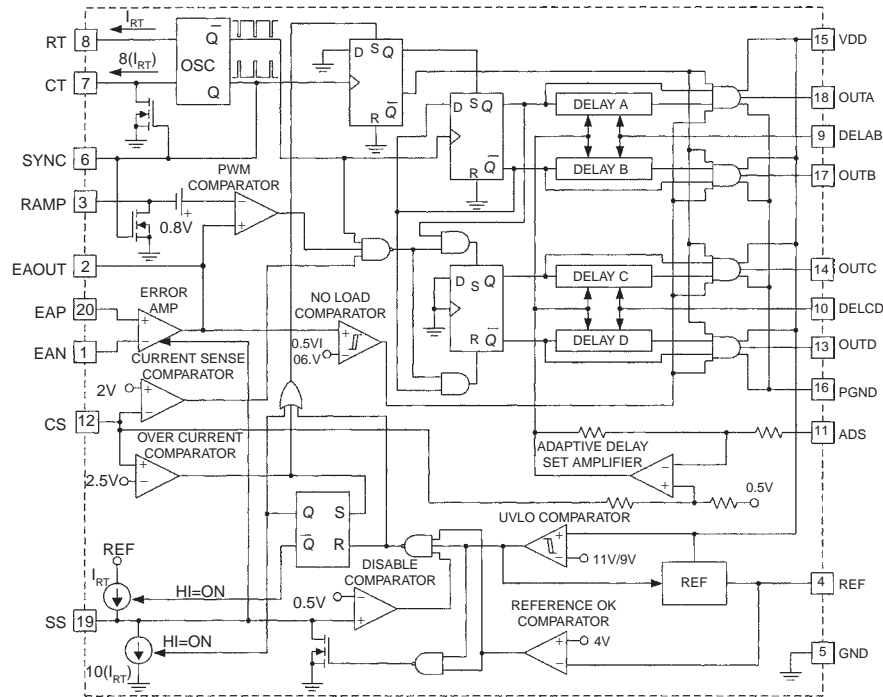 I_RT
RT 8
Q̅
OSC
Q
8(I_RT)
CT 7
SYNC 6
RAMP 3
0.8V
PWM
COMPARATOR
EAOUT 2
EAP 20
EAN 1
ERROR
AMP
NO LOAD
COMPARATOR
0.5VI
06.V
CURRENT SENSE
COMPARATOR
2V
CS 12
OVER CURRENT
COMPARATOR
2.5V
D S Q
Q̅
R
D S Q
Q̅
R
D S Q
Q̅
R
DELAY A
DELAY B
DELAY C
DELAY D
15 VDD
18 OUTA
9 DELAB
17 OUTB
14 OUTC
10 DELCD
13 OUTD
16 PGND
11 ADS
ADAPTIVE DELAY
SET AMPLIFIER
0.5V
Q S
Q̅ R
UVLO COMPARATOR
11V/9V
REF
4 REF
DISABLE
COMPARATOR
0.5V
REFERENCE OK
COMPARATOR
4V
5 GND
REF
I_RT
HI=ON
SS 19
HI=ON
10(I_RT)